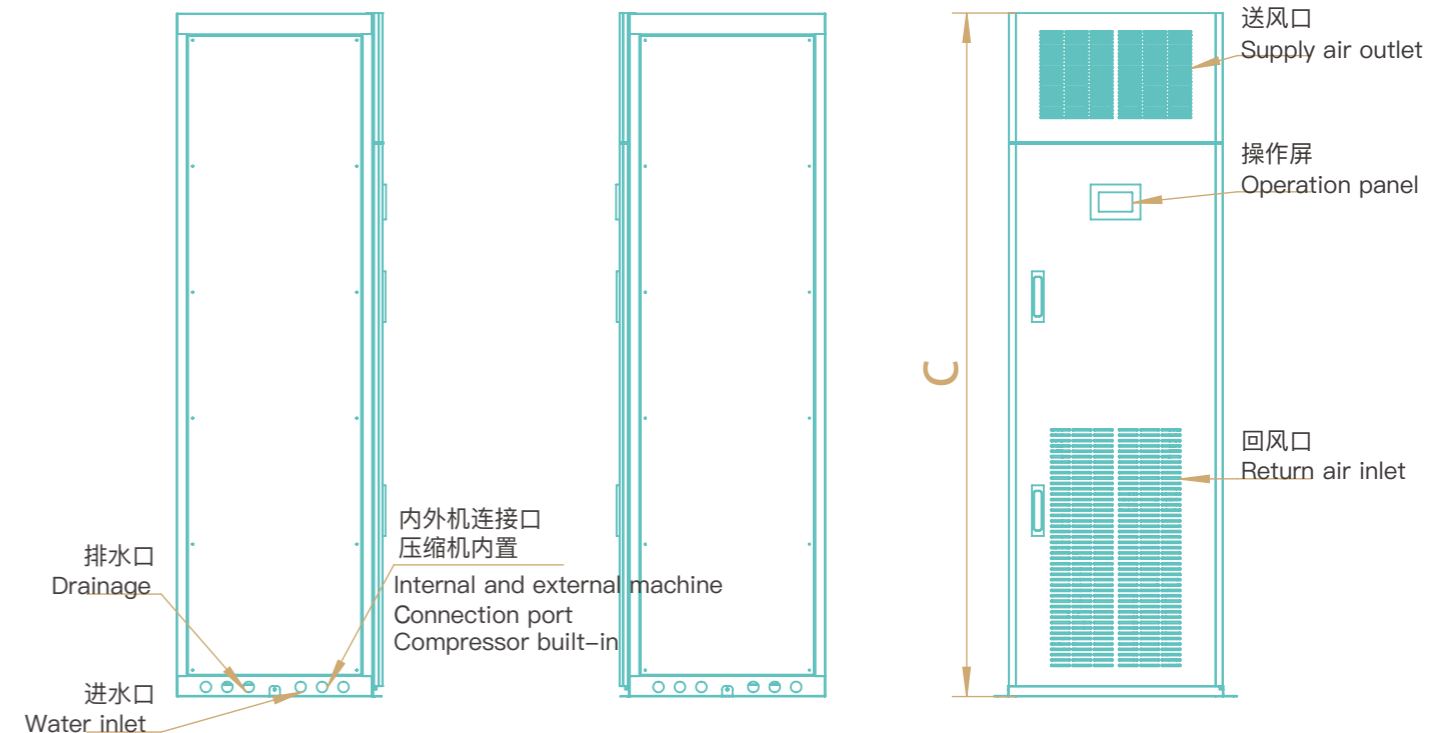 送风口
Supply air outlet
操作屏
Operation panel
C
回风口
Return air inlet
内外机连接口
压缩机内置
Internal and external machine
Connection port
Compressor built-in
排水口
Drainage
进水口
Water inlet